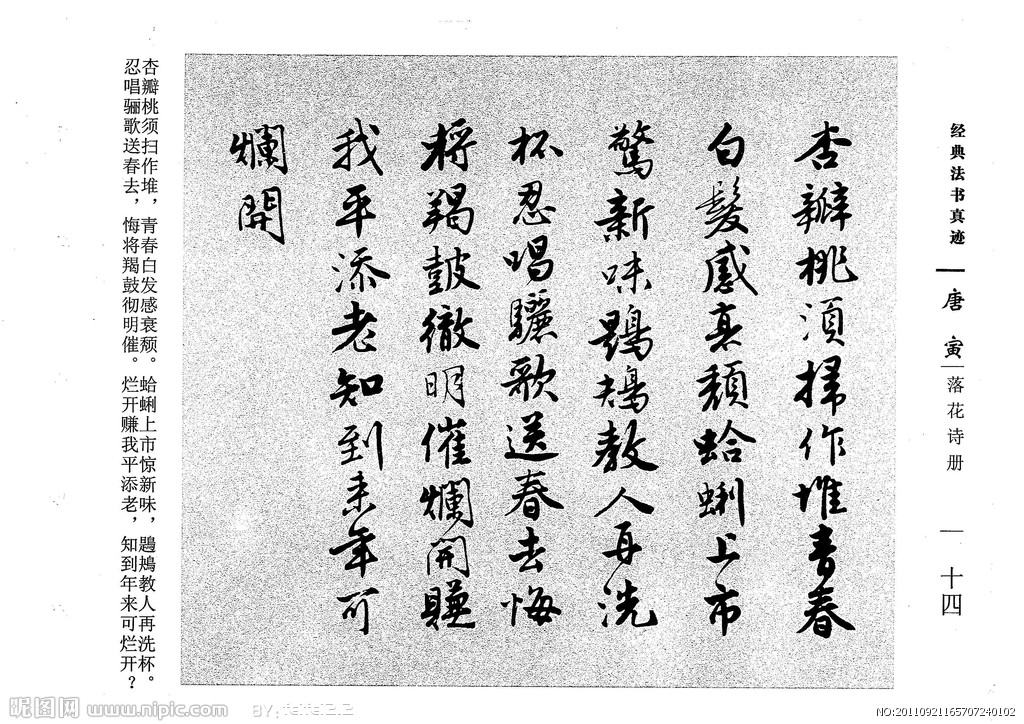 经典法书真迹
唐寅
落花诗册
十四
杏瓣桃須掃作堆青春
白髮感衰頹蛤蜊上市
驚新味鶗鴂教人再洗
杯忍唱驪歌送春去悔
將羯鼓徹明催爛開賺
我平添老知到来年可
爛開
杏瓣桃须扫作堆，青春白发感衰颓。蛤蜊上市惊新味，鶗鴂教人再洗杯。
忍唱骊歌送春去，悔将羯鼓彻明催。烂开赚我平添老，知到年来可烂开？
昵图网 www.nipic.com
NO:20110921165707240102